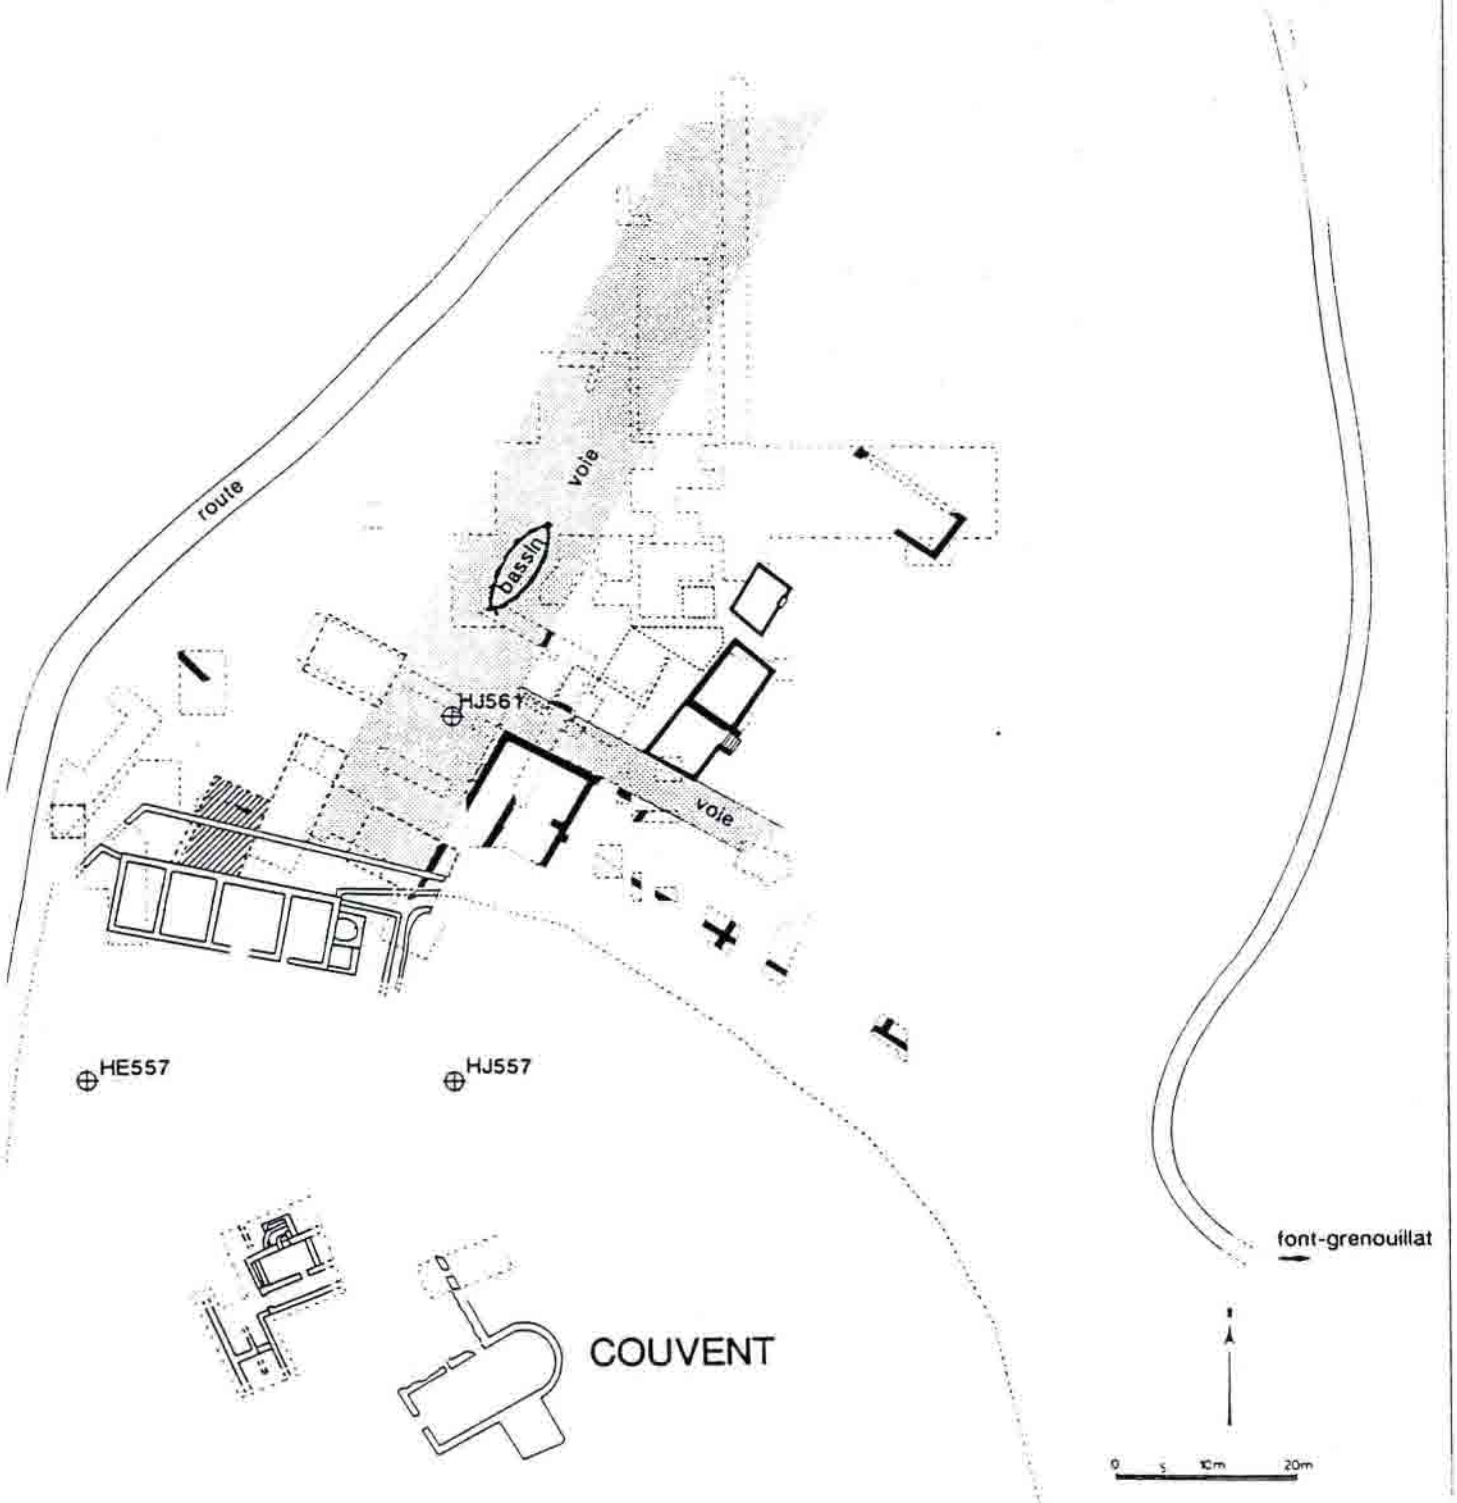 route
voie
bassin
HJ561
voie
HE557
HJ557
font-grenouillat
COUVENT
0 5 10m 20m